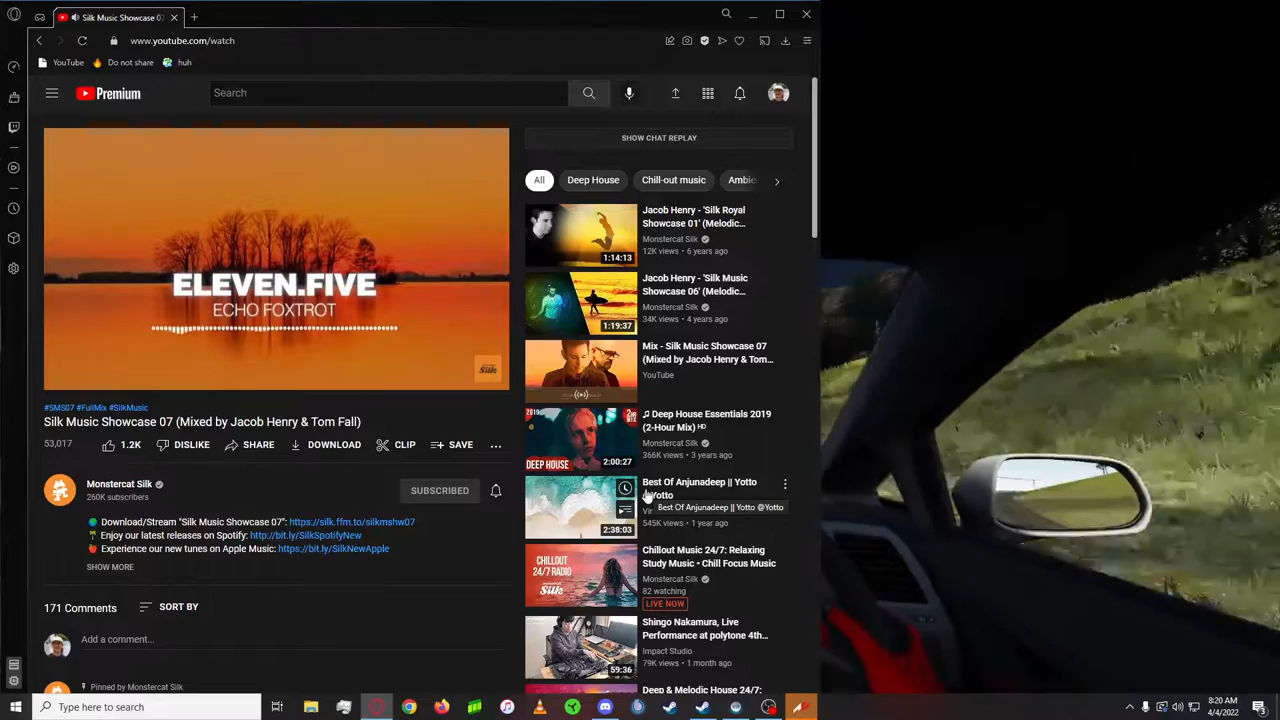 Silk Music Showcase 07
www.youtube.com/watch
YouTube
Do not share
huh
Premium
Search
ELEVEN.FIVE
ECHO FOXTROT
#SMS07 #FullMix #SilkMusic
Silk Music Showcase 07 (Mixed by Jacob Henry & Tom Fall)
53,017
1.2K
DISLIKE
SHARE
DOWNLOAD
CLIP
SAVE
Monstercat Silk
260K subscribers
SUBSCRIBED
Download/Stream "Silk Music Showcase 07": https://silk.ffm.to/silkmshw07
Enjoy our latest releases on Spotify: http://bit.ly/SilkSpotifyNew
Experience our new tunes on Apple Music: https://bit.ly/SilkNewApple
SHOW MORE
171 Comments
SORT BY
Add a comment...
Pinned by Monstercat Silk
SHOW CHAT REPLAY
All
Deep House
Chill-out music
Ambie
Jacob Henry - 'Silk Royal
Showcase 01' (Melodic...
Monstercat Silk
12K views • 6 years ago
1:14:13
Jacob Henry - 'Silk Music
Showcase 06' (Melodic...
Monstercat Silk
34K views • 4 years ago
1:19:37
Mix - Silk Music Showcase 07
(Mixed by Jacob Henry & Tom...
YouTube
2019
DEEP HOUSE
2:00:27
♫ Deep House Essentials 2019
(2-Hour Mix) ᴴᴰ
Monstercat Silk
366K views • 3 years ago
Best Of Anjunadeep || Yotto
@Yotto
Best Of Anjunadeep || Yotto @Yotto
545K views • 1 year ago
2:38:03
CHILLOUT
24/7 RADIO
Silk
Chillout Music 24/7: Relaxing
Study Music • Chill Focus Music
Monstercat Silk
82 watching
LIVE NOW
Shingo Nakamura, Live
Performance at polytone 4th...
Impact Studio
79K views • 1 month ago
59:36
Deep & Melodic House 24/7:
Type here to search
8:20 AM
4/4/2022